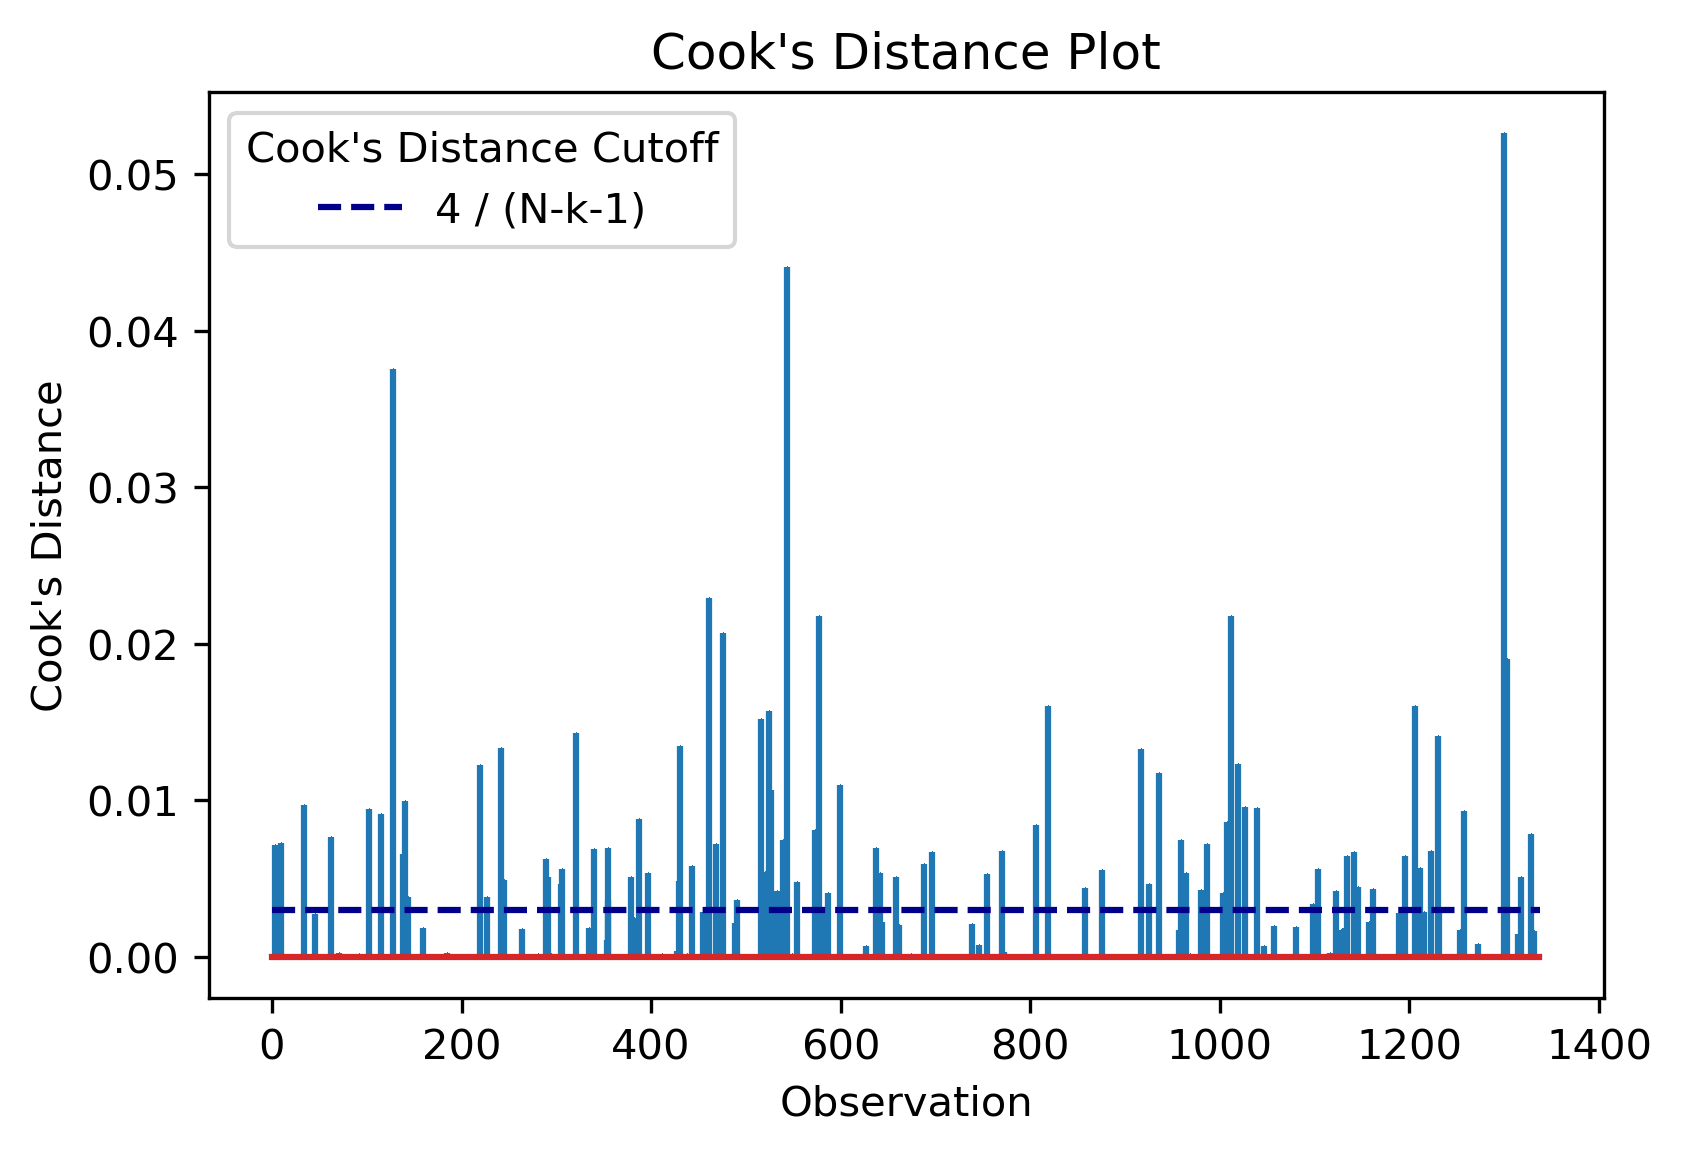 Cook's Distance Plot
Cook's Distance Cutoff
4 / (N-k-1)
0.05
0.04
0.03
0.02
0.01
0.00
Cook's Distance
0 200 400 600 800 1000 1200 1400
Observation